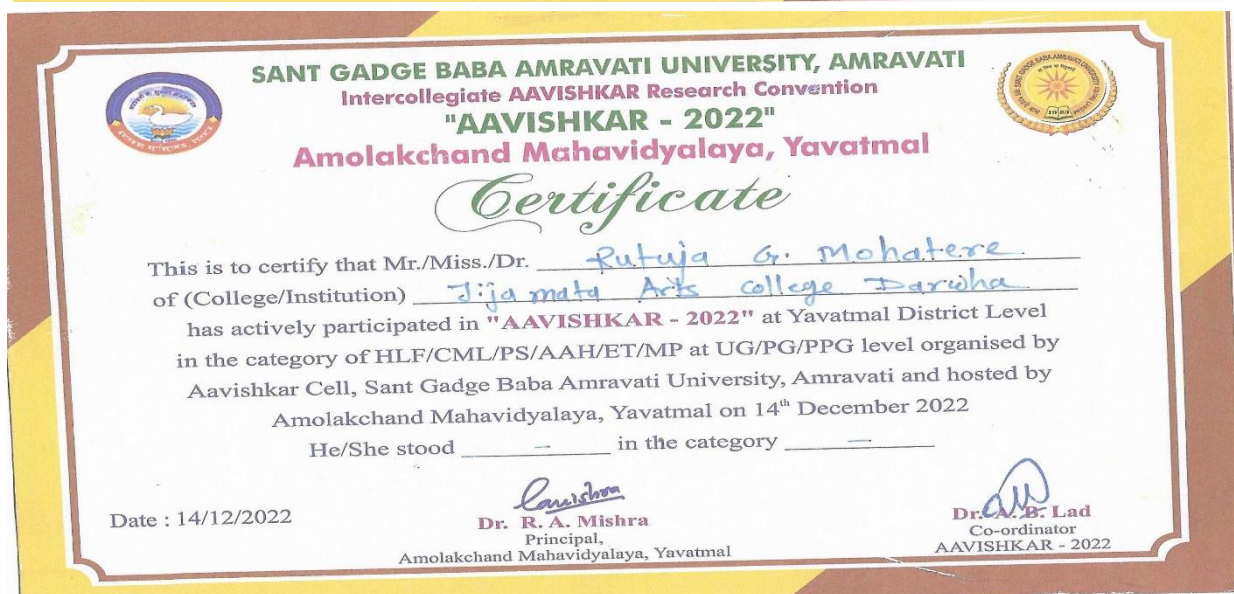 SANT GADGE BABA AMRAVATI UNIVERSITY, AMRAVATI
Intercollegiate AAVISHKAR Research Convention
"AAVISHKAR - 2022"
Amolakchand Mahavidyalaya, Yavatmal
Certificate
This is to certify that Mr./Miss./Dr. Rutuja G. Mohatere
of (College/Institution) Jijamata Arts college Darwha
has actively participated in "AAVISHKAR - 2022" at Yavatmal District Level
in the category of HLF/CML/PS/AAH/ET/MP at UG/PG/PPG level organised by
Aavishkar Cell, Sant Gadge Baba Amravati University, Amravati and hosted by
Amolakchand Mahavidyalaya, Yavatmal on 14th December 2022
He/She stood - in the category -
Date : 14/12/2022
Dr. R. A. Mishra
Principal,
Amolakchand Mahavidyalaya, Yavatmal
Dr. A. B. Lad
Co-ordinator
AAVISHKAR - 2022